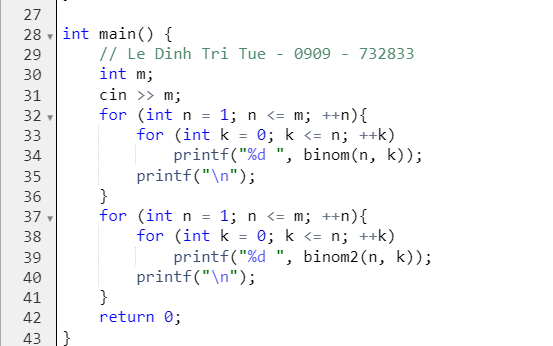 27
28 int main() {
29     // Le Dinh Tri Tue - 0909 - 732833
30     int m;
31     cin >> m;
32     for (int n = 1; n <= m; ++n){
33         for (int k = 0; k <= n; ++k)
34             printf("%d ", binom(n, k));
35         printf("\n");
36     }
37     for (int n = 1; n <= m; ++n){
38         for (int k = 0; k <= n; ++k)
39             printf("%d ", binom2(n, k));
40         printf("\n");
41     }
42     return 0;
43 }